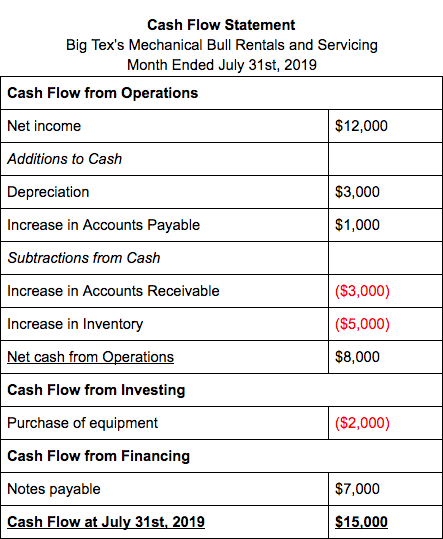 Cash Flow Statement
Big Tex's Mechanical Bull Rentals and Servicing
Month Ended July 31st, 2019
Cash Flow from Operations
Net income $12,000
Additions to Cash
Depreciation $3,000
Increase in Accounts Payable $1,000
Subtractions from Cash
Increase in Accounts Receivable ($3,000)
Increase in Inventory ($5,000)
Net cash from Operations $8,000
Cash Flow from Investing
Purchase of equipment ($2,000)
Cash Flow from Financing
Notes payable $7,000
Cash Flow at July 31st, 2019 $15,000